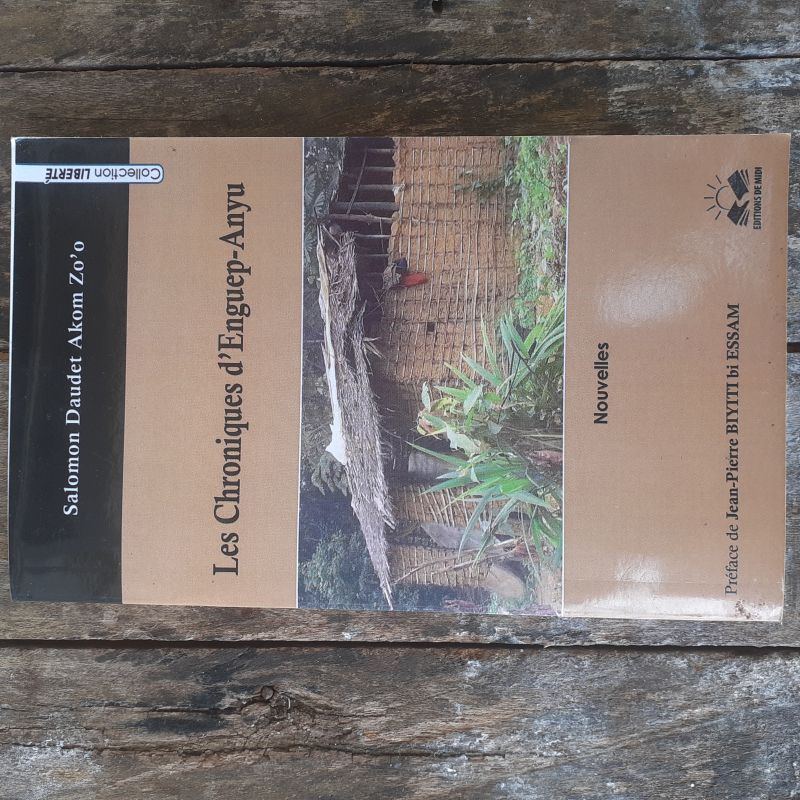 Collection LIBERTÉ
Salomon Daudet Akom Zo'o
Les Chroniques d'Enguep-Anyu
Nouvelles
Préface de Jean-Pierre BIYITI bi ESSAM
EDITIONS DE MIDI